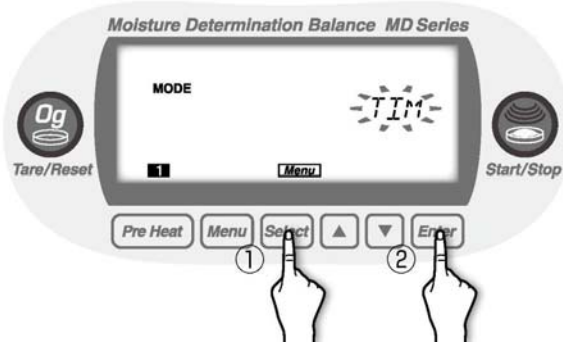 Moisture Determination Balance MD Series
MODE
TIM
0g
Tare/Reset
1
Menu
Start/Stop
Pre Heat Menu Select ▲ ▼ Enter
① ②